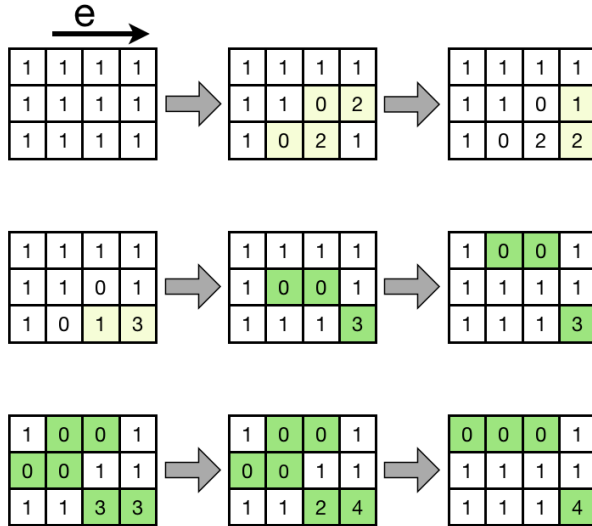 e
1 1 1 1 1 1 1 1 1 1 1 1
1 1 1 1 1 1 0 2 1 1 0 1
1 1 1 1 1 0 2 1 1 0 2 2
1 1 1 1 1 1 1 1 1 0 0 1
1 1 0 1 1 0 0 1 1 1 1 1
1 0 1 3 1 1 1 3 1 1 1 3
1 0 0 1 1 0 0 1 0 0 0 1
0 0 1 1 0 0 1 1 1 1 1 1
1 1 3 3 1 1 2 4 1 1 1 4